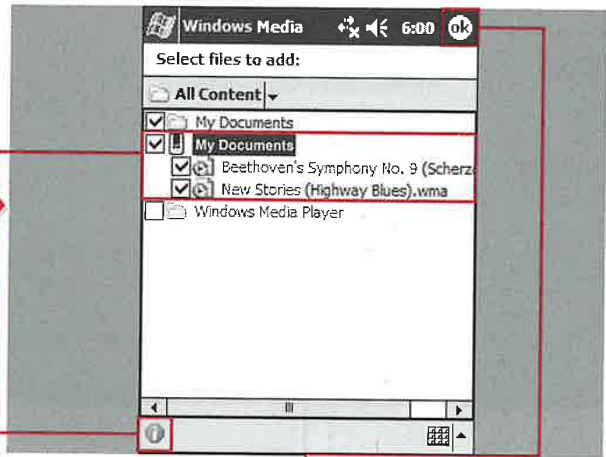 Windows Media 6:00 ok
Select files to add:
All Content
My Documents
My Documents
Beethoven's Symphony No. 9 (Scherz
New Stories (Highway Blues).wma
Windows Media Player